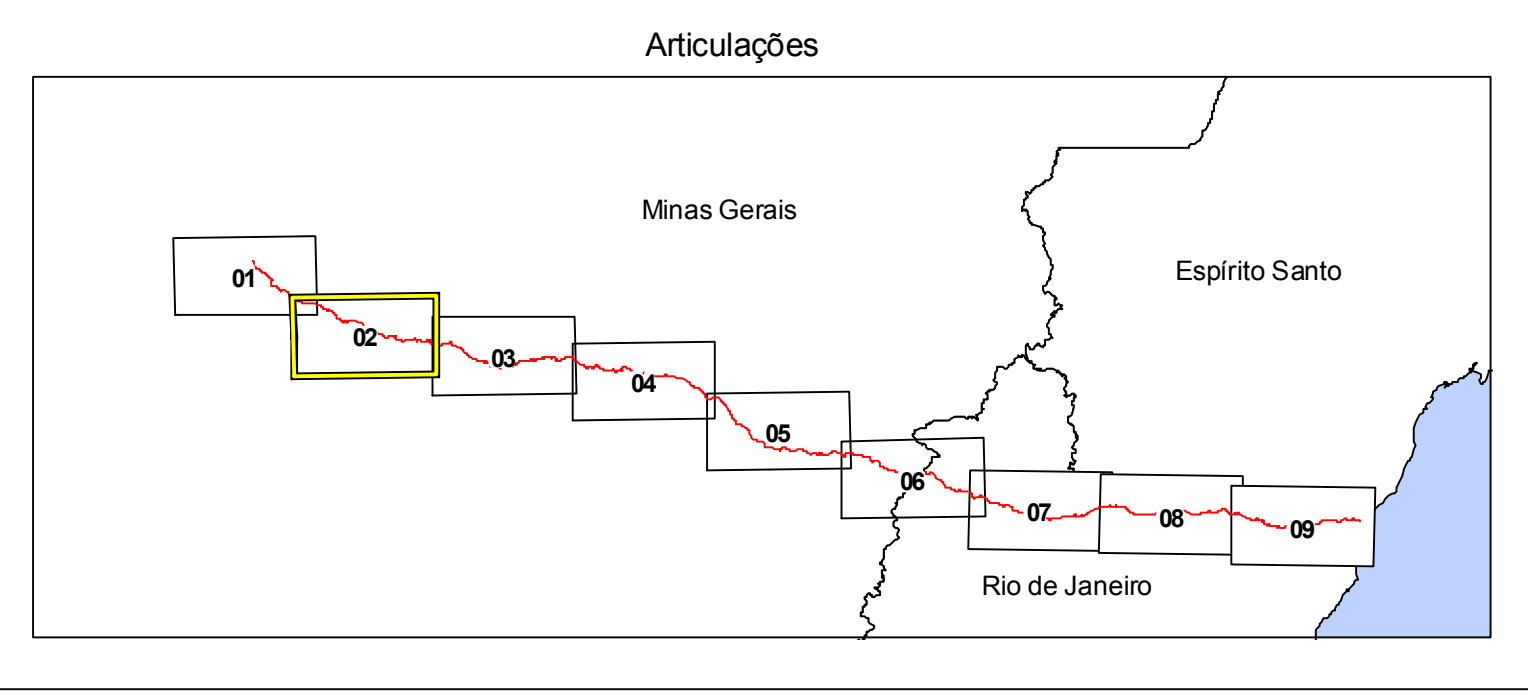 Articulações
Minas Gerais
Espírito Santo
01
02
03
04
05
06
07
08
09
Rio de Janeiro